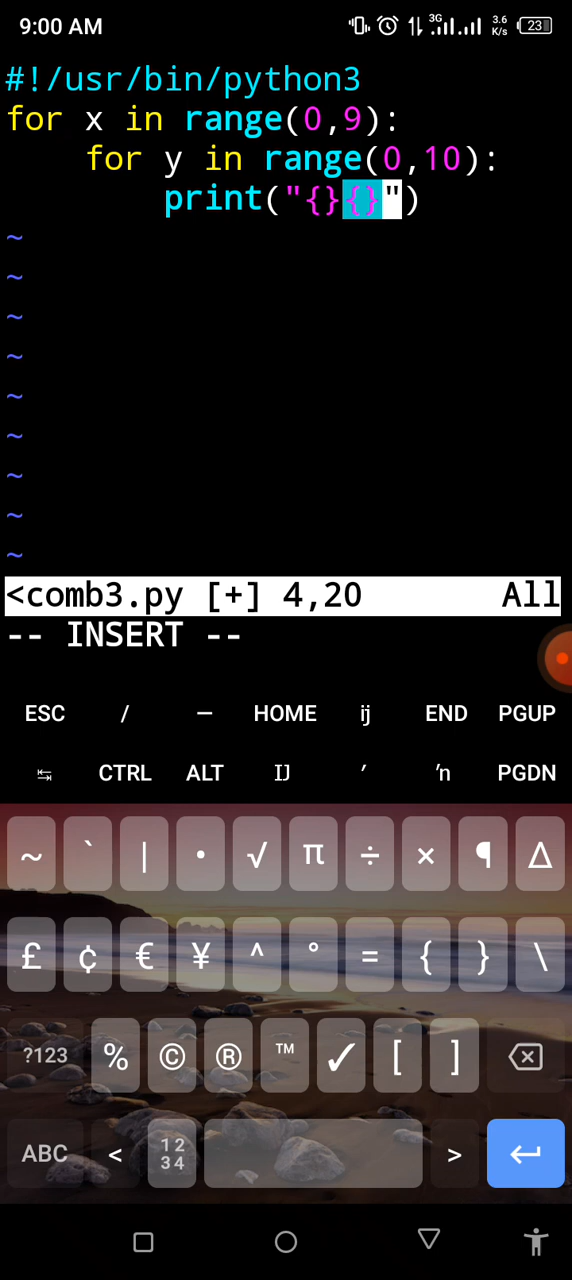 9:00 AM 3G 3.6 K/s 23
#!/usr/bin/python3
for x in range(0,9):
    for y in range(0,10):
        print("{}{}")
~
~
~
~
~
~
~
~
~
<comb3.py [+] 4,20 All
-- INSERT --
ESC / — HOME ĳ END PGUP
↹ CTRL ALT Ĳ ′ ŉ PGDN
~ ` | • √ π ÷ × ¶ Δ
£ ¢ € ¥ ^ ° = { } \
?123 % © ® ™ ✓ [ ]
ABC < 12 34 >